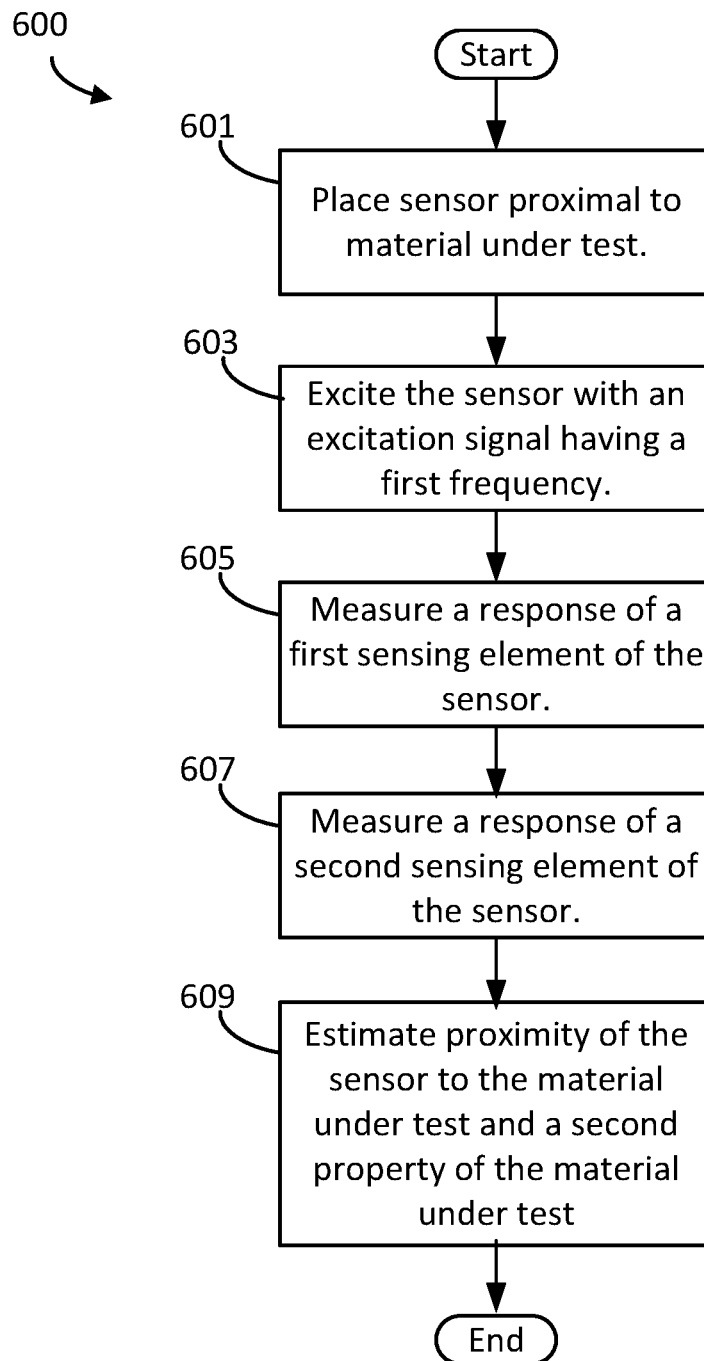 600
Start
601
Place sensor proximal to
material under test.
603
Excite the sensor with an
excitation signal having a
first frequency.
605
Measure a response of a
first sensing element of the
sensor.
607
Measure a response of a
second sensing element of
the sensor.
609
Estimate proximity of the
sensor to the material
under test and a second
property of the material
under test
End